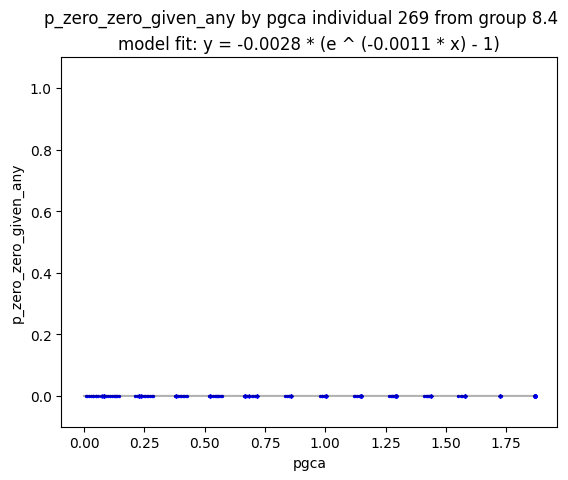 p_zero_zero_given_any by pgca individual 269 from group 8.4
model fit: y = -0.0028 * (e ^ (-0.0011 * x) - 1)
1.0
0.8
0.6
0.4
0.2
0.0
p_zero_zero_given_any
0.00 0.25 0.50 0.75 1.00 1.25 1.50 1.75
pgca